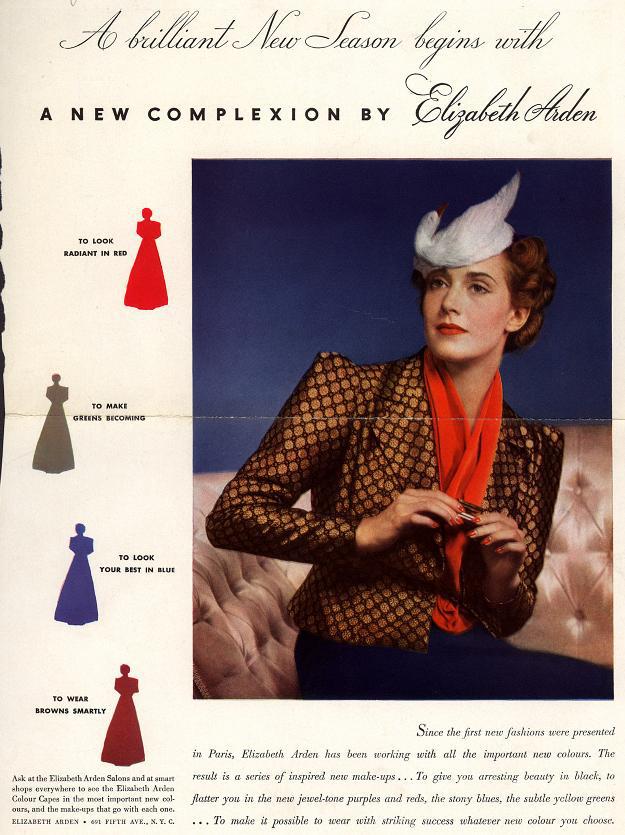 A brilliant New Season begins with
A NEW COMPLEXION BY Elizabeth Arden
TO LOOK
RADIANT IN RED
TO MAKE
GREENS BECOMING
TO LOOK
YOUR BEST IN BLUE
TO WEAR
BROWNS SMARTLY
Ask at the Elizabeth Arden Salons and at smart
shops everywhere to see the Elizabeth Arden
Colour Capes in the most important new col-
ours, and the make-ups that go with each one.
ELIZABETH ARDEN • 691 FIFTH AVE., N. Y. C.
Since the first new fashions were presented
in Paris, Elizabeth Arden has been working with all the important new colours. The
result is a series of inspired new make-ups . . . To give you arresting beauty in black, to
flatter you in the new jewel-tone purples and reds, the stony blues, the subtle yellow greens
. . . To make it possible to wear with striking success whatever new colour you choose.